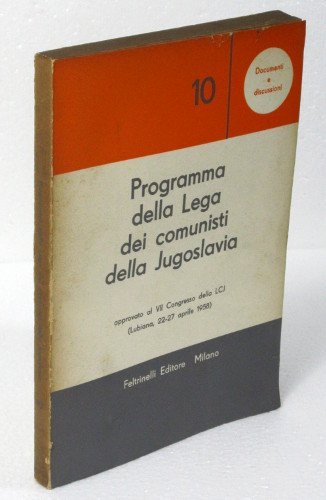 10
Documenti
e
discussioni
Programma
della Lega
dei comunisti
della Jugoslavia
approvato al VII Congresso della LCJ
(Lubiana, 22-27 aprile 1958)
Feltrinelli Editore Milano